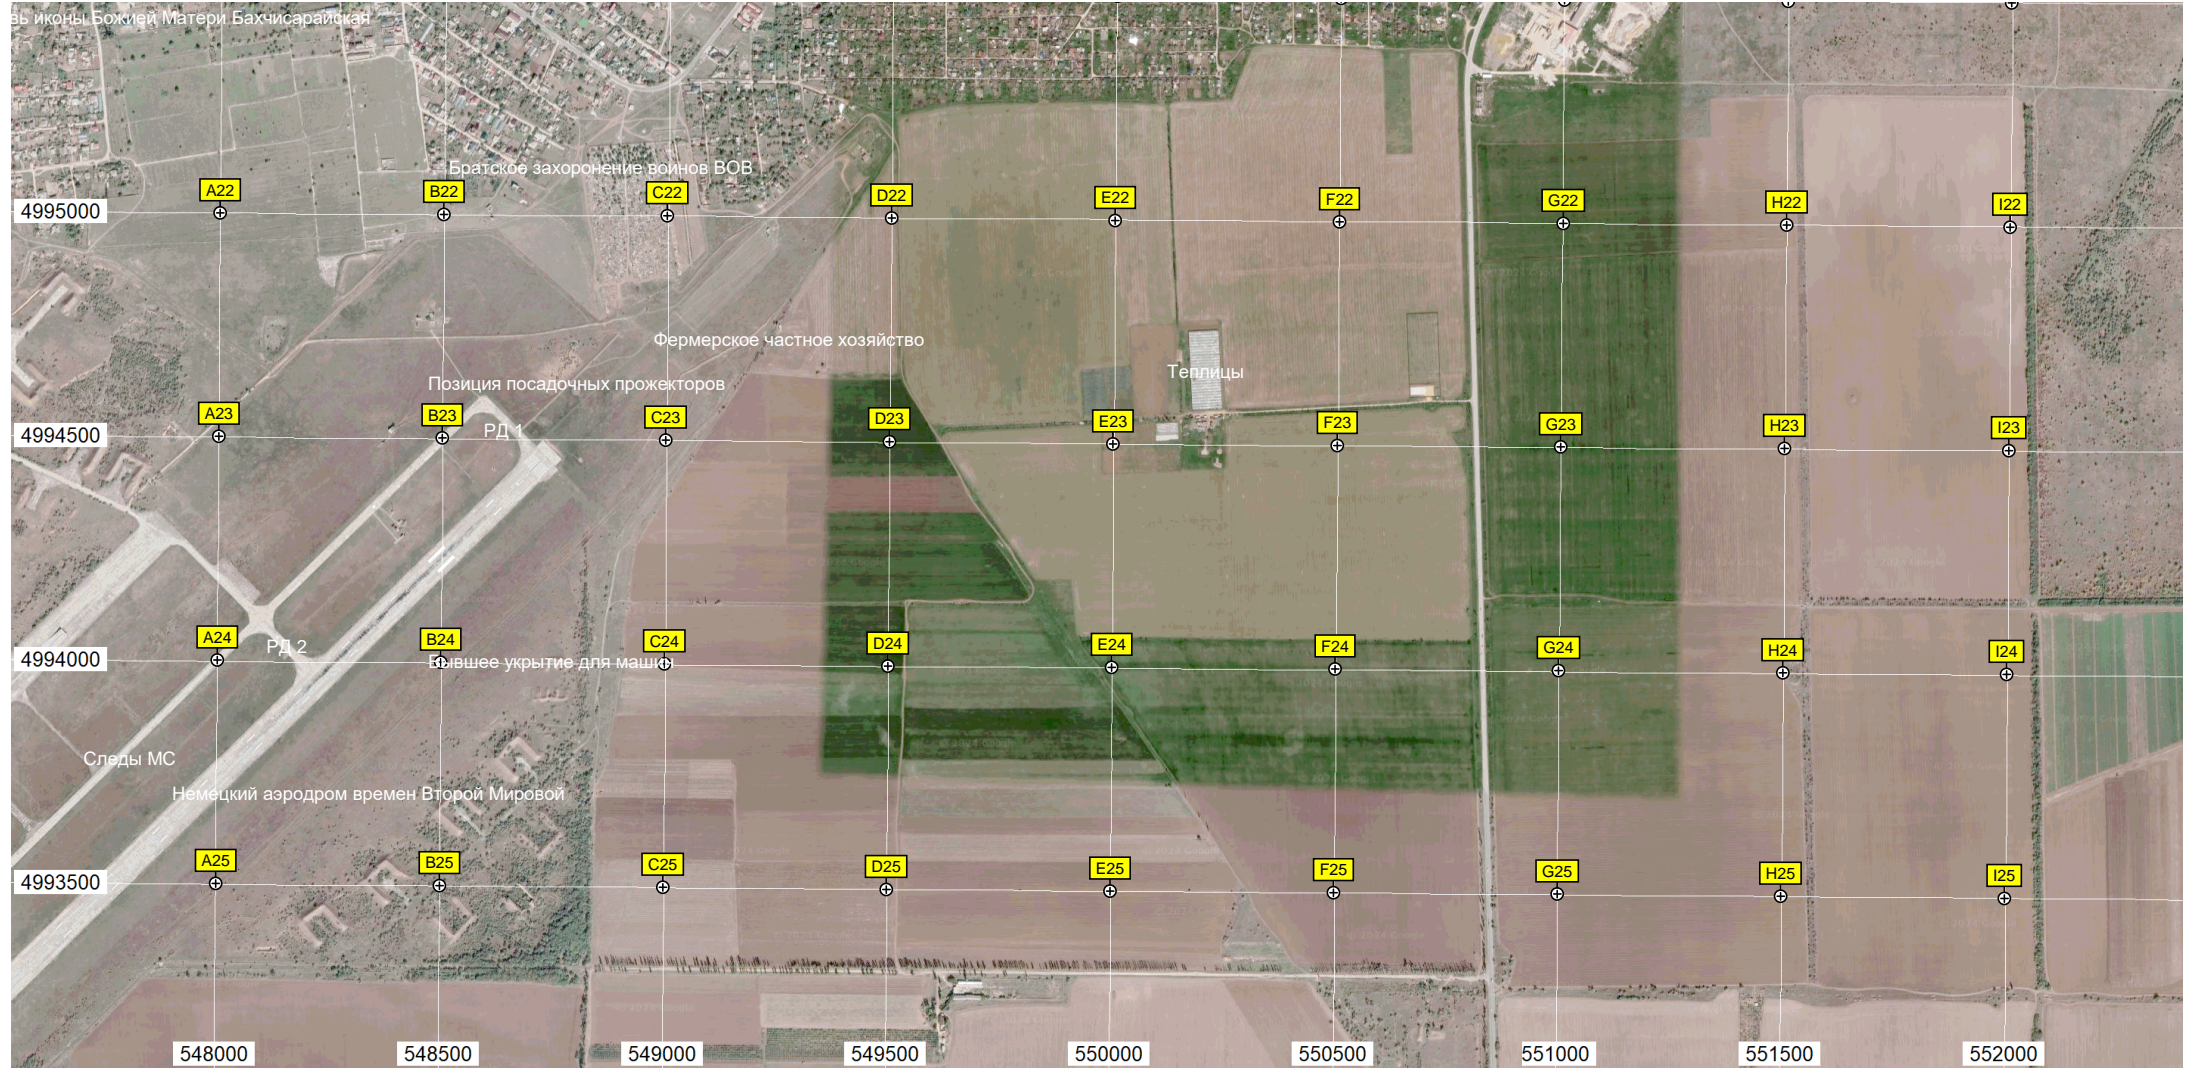 вь иконы Божией Матери Бахчисарайская
Братское захоронение воинов ВОВ
A22
B22
C22
D22
E22
F22
G22
H22
I22
4995000
Фермерское частное хозяйство
Теплицы
Позиция посадочных прожекторов
A23
B23
C23
D23
E23
F23
G23
H23
I23
РД 1
4994500
A24
B24
C24
D24
E24
F24
G24
H24
I24
РД 2
4994000
Бывшее укрытие для машин
Следы МС
Немецкий аэродром времен Второй Мировой
A25
B25
C25
D25
E25
F25
G25
H25
I25
4993500
548000
548500
549000
549500
550000
550500
551000
551500
552000